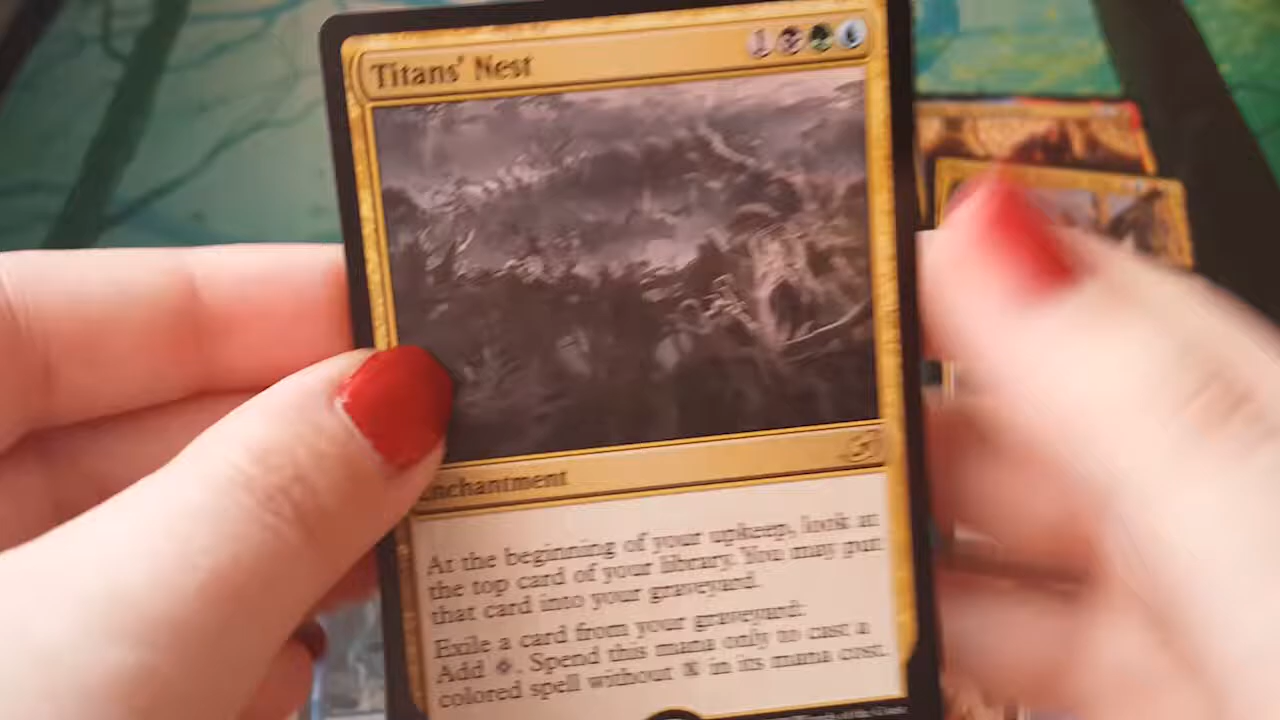 Titans' Nest
1
Enchantment
At the beginning of your upkeep, look at
the top card of your library. You may put
that card into your graveyard.
Exile a card from your graveyard:
Add . Spend this mana only to cast a
colored spell without X in its mana cost.